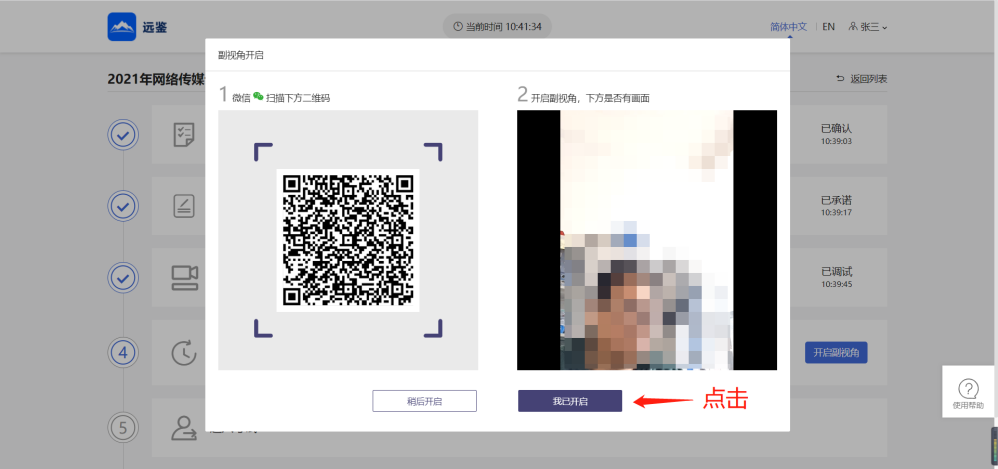 远鉴
当前时间 10:41:34
简体中文 | EN 张三
副视角开启
2021年网络传媒
返回列表
1 微信 扫描下方二维码
2 开启副视角，下方是否有画面
已确认
10:39:03
已承诺
10:39:17
已调试
10:39:45
4
开启副视角
使用帮助
稍后开启
我已开启
点击
5